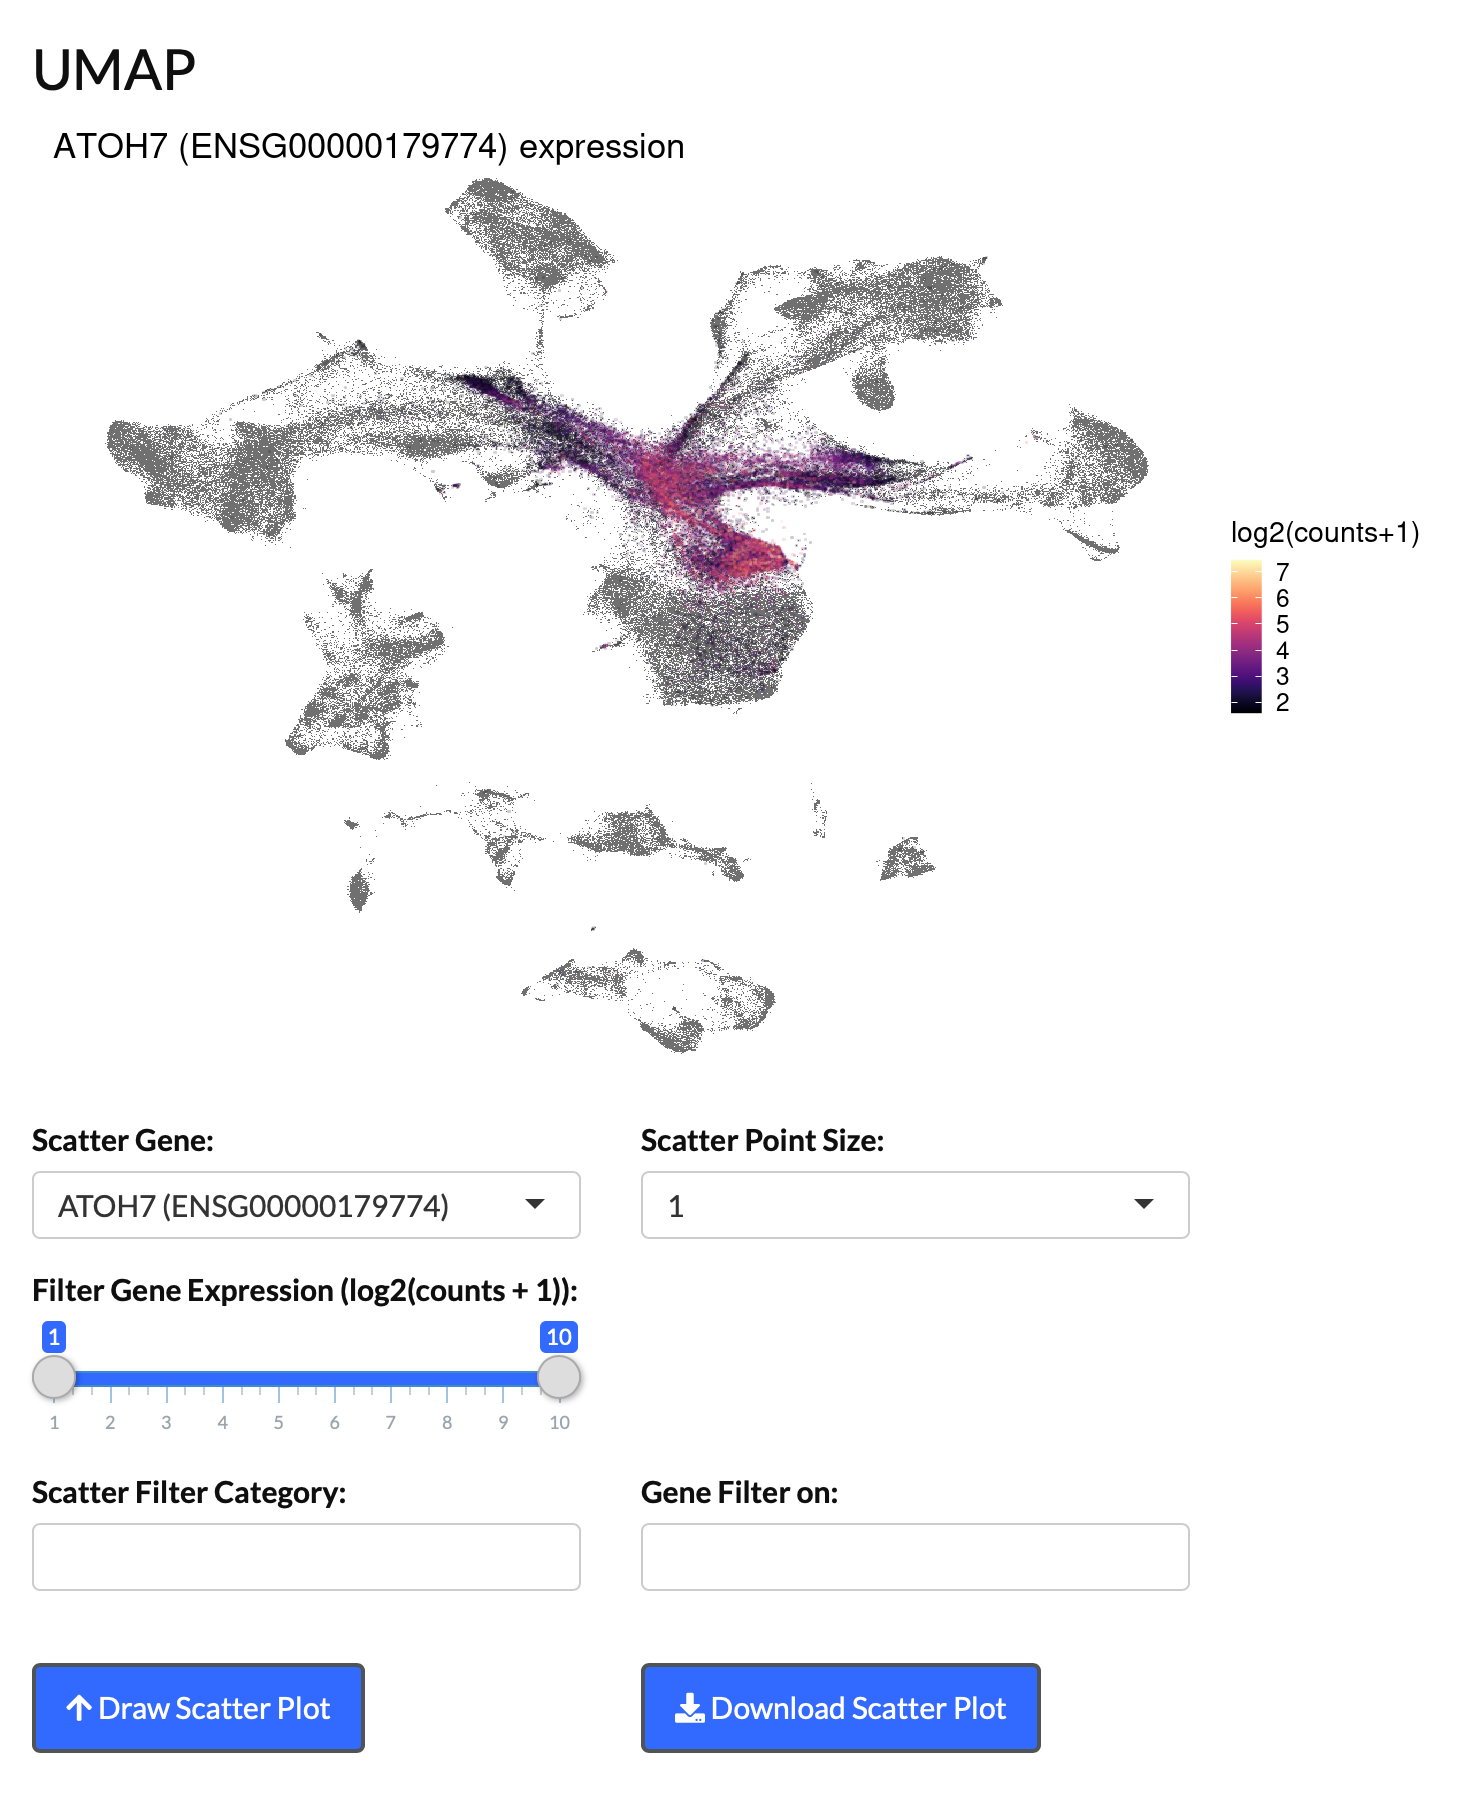 UMAP
ATOH7 (ENSG00000179774) expression
log2(counts+1)
7
6
5
4
3
2
Scatter Gene: Scatter Point Size:
ATOH7 (ENSG00000179774) 1
Filter Gene Expression (log2(counts + 1)):
1 10
1 2 3 4 5 6 7 8 9 10
Scatter Filter Category: Gene Filter on:
Draw Scatter Plot Download Scatter Plot